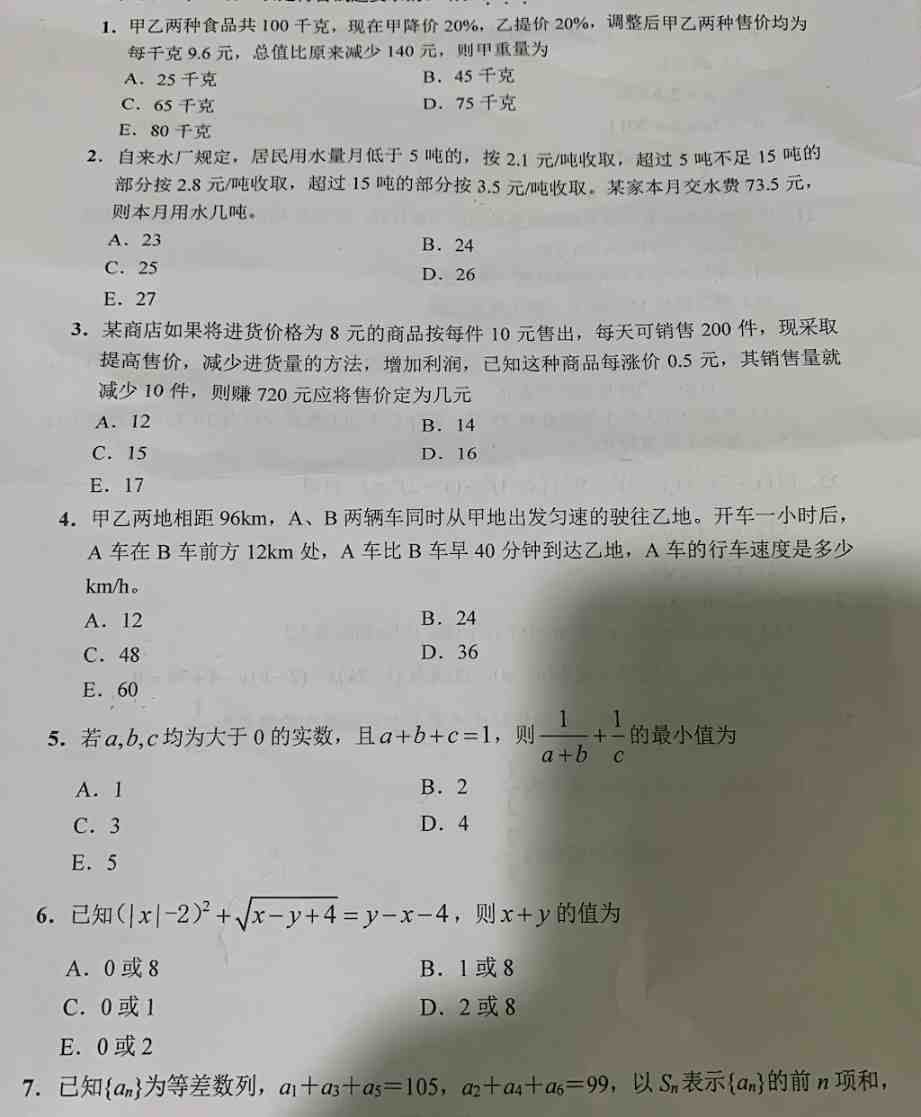 1. 甲乙两种食品共 100 千克，现在甲降价 20%，乙提价 20%，调整后甲乙两种售价均为
每千克 9.6 元，总值比原来减少 140 元，则甲重量为
A. 25 千克 B. 45 千克
C. 65 千克 D. 75 千克
E. 80 千克
2. 自来水厂规定，居民用水量月低于 5 吨的，按 2.1 元/吨收取，超过 5 吨不足 15 吨的
部分按 2.8 元/吨收取，超过 15 吨的部分按 3.5 元/吨收取。某家本月交水费 73.5 元，
则本月用水几吨。
A. 23 B. 24
C. 25 D. 26
E. 27
3. 某商店如果将进货价格为 8 元的商品按每件 10 元售出，每天可销售 200 件，现采取
提高售价，减少进货量的方法，增加利润，已知这种商品每涨价 0.5 元，其销售量就
减少 10 件，则赚 720 元应将售价定为几元
A. 12 B. 14
C. 15 D. 16
E. 17
4. 甲乙两地相距 96km，A、B 两辆车同时从甲地出发匀速的驶往乙地。开车一小时后，
A 车在 B 车前方 12km 处，A 车比 B 车早 40 分钟到达乙地，A 车的行车速度是多少
km/h。
A. 12 B. 24
C. 48 D. 36
E. 60
5. 若 a,b,c 均为大于 0 的实数，且 a+b+c=1，则 1/(a+b) + 1/c 的最小值为
A. 1 B. 2
C. 3 D. 4
E. 5
6. 已知(|x|-2)²+√(x-y+4)=y-x-4，则 x+y 的值为
A. 0 或 8 B. 1 或 8
C. 0 或 1 D. 2 或 8
E. 0 或 2
7. 已知{aₙ}为等差数列，a₁+a₃+a₅=105，a₂+a₄+a₆=99，以 Sₙ 表示{aₙ}的前 n 项和，